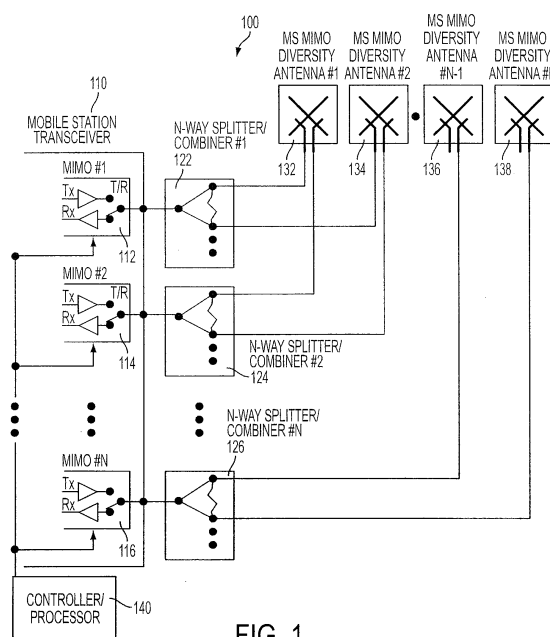 100
MS MIMO
DIVERSITY
ANTENNA #1
MS MIMO
DIVERSITY
ANTENNA #2
MS MIMO
DIVERSITY
ANTENNA
#N-1
MS MIMO
DIVERSITY
132
134
136
138
110
MOBILE STATION
TRANSCEIVER
N-WAY SPLITTER/
COMBINER #1
122
MIMO #1
Tx
T/R
Rx
112
MIMO #2
Tx
T/R
Rx
114
N-WAY SPLITTER/
COMBINER #2
124
N-WAY SPLITTER/
COMBINER #N
126
MIMO #N
Tx
Rx
116
CONTROLLER/
PROCESSOR
140
FIG. 1